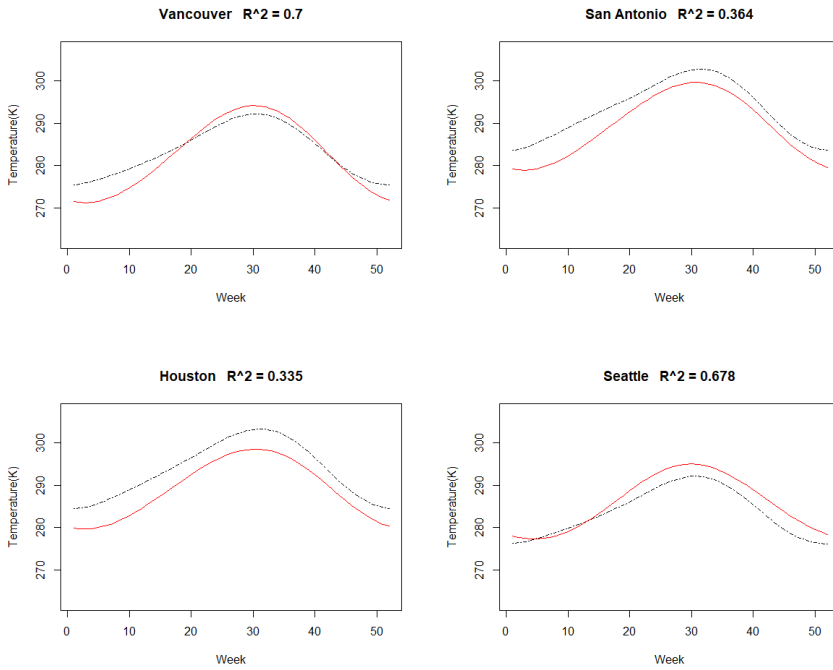 Vancouver R^2 = 0.7
Temperature(K)
300
290
280
270
0 10 20 30 40 50
Week
San Antonio R^2 = 0.364
Temperature(K)
300
290
280
270
0 10 20 30 40 50
Week
Houston R^2 = 0.335
Temperature(K)
300
290
280
270
0 10 20 30 40 50
Week
Seattle R^2 = 0.678
Temperature(K)
300
290
280
270
0 10 20 30 40 50
Week